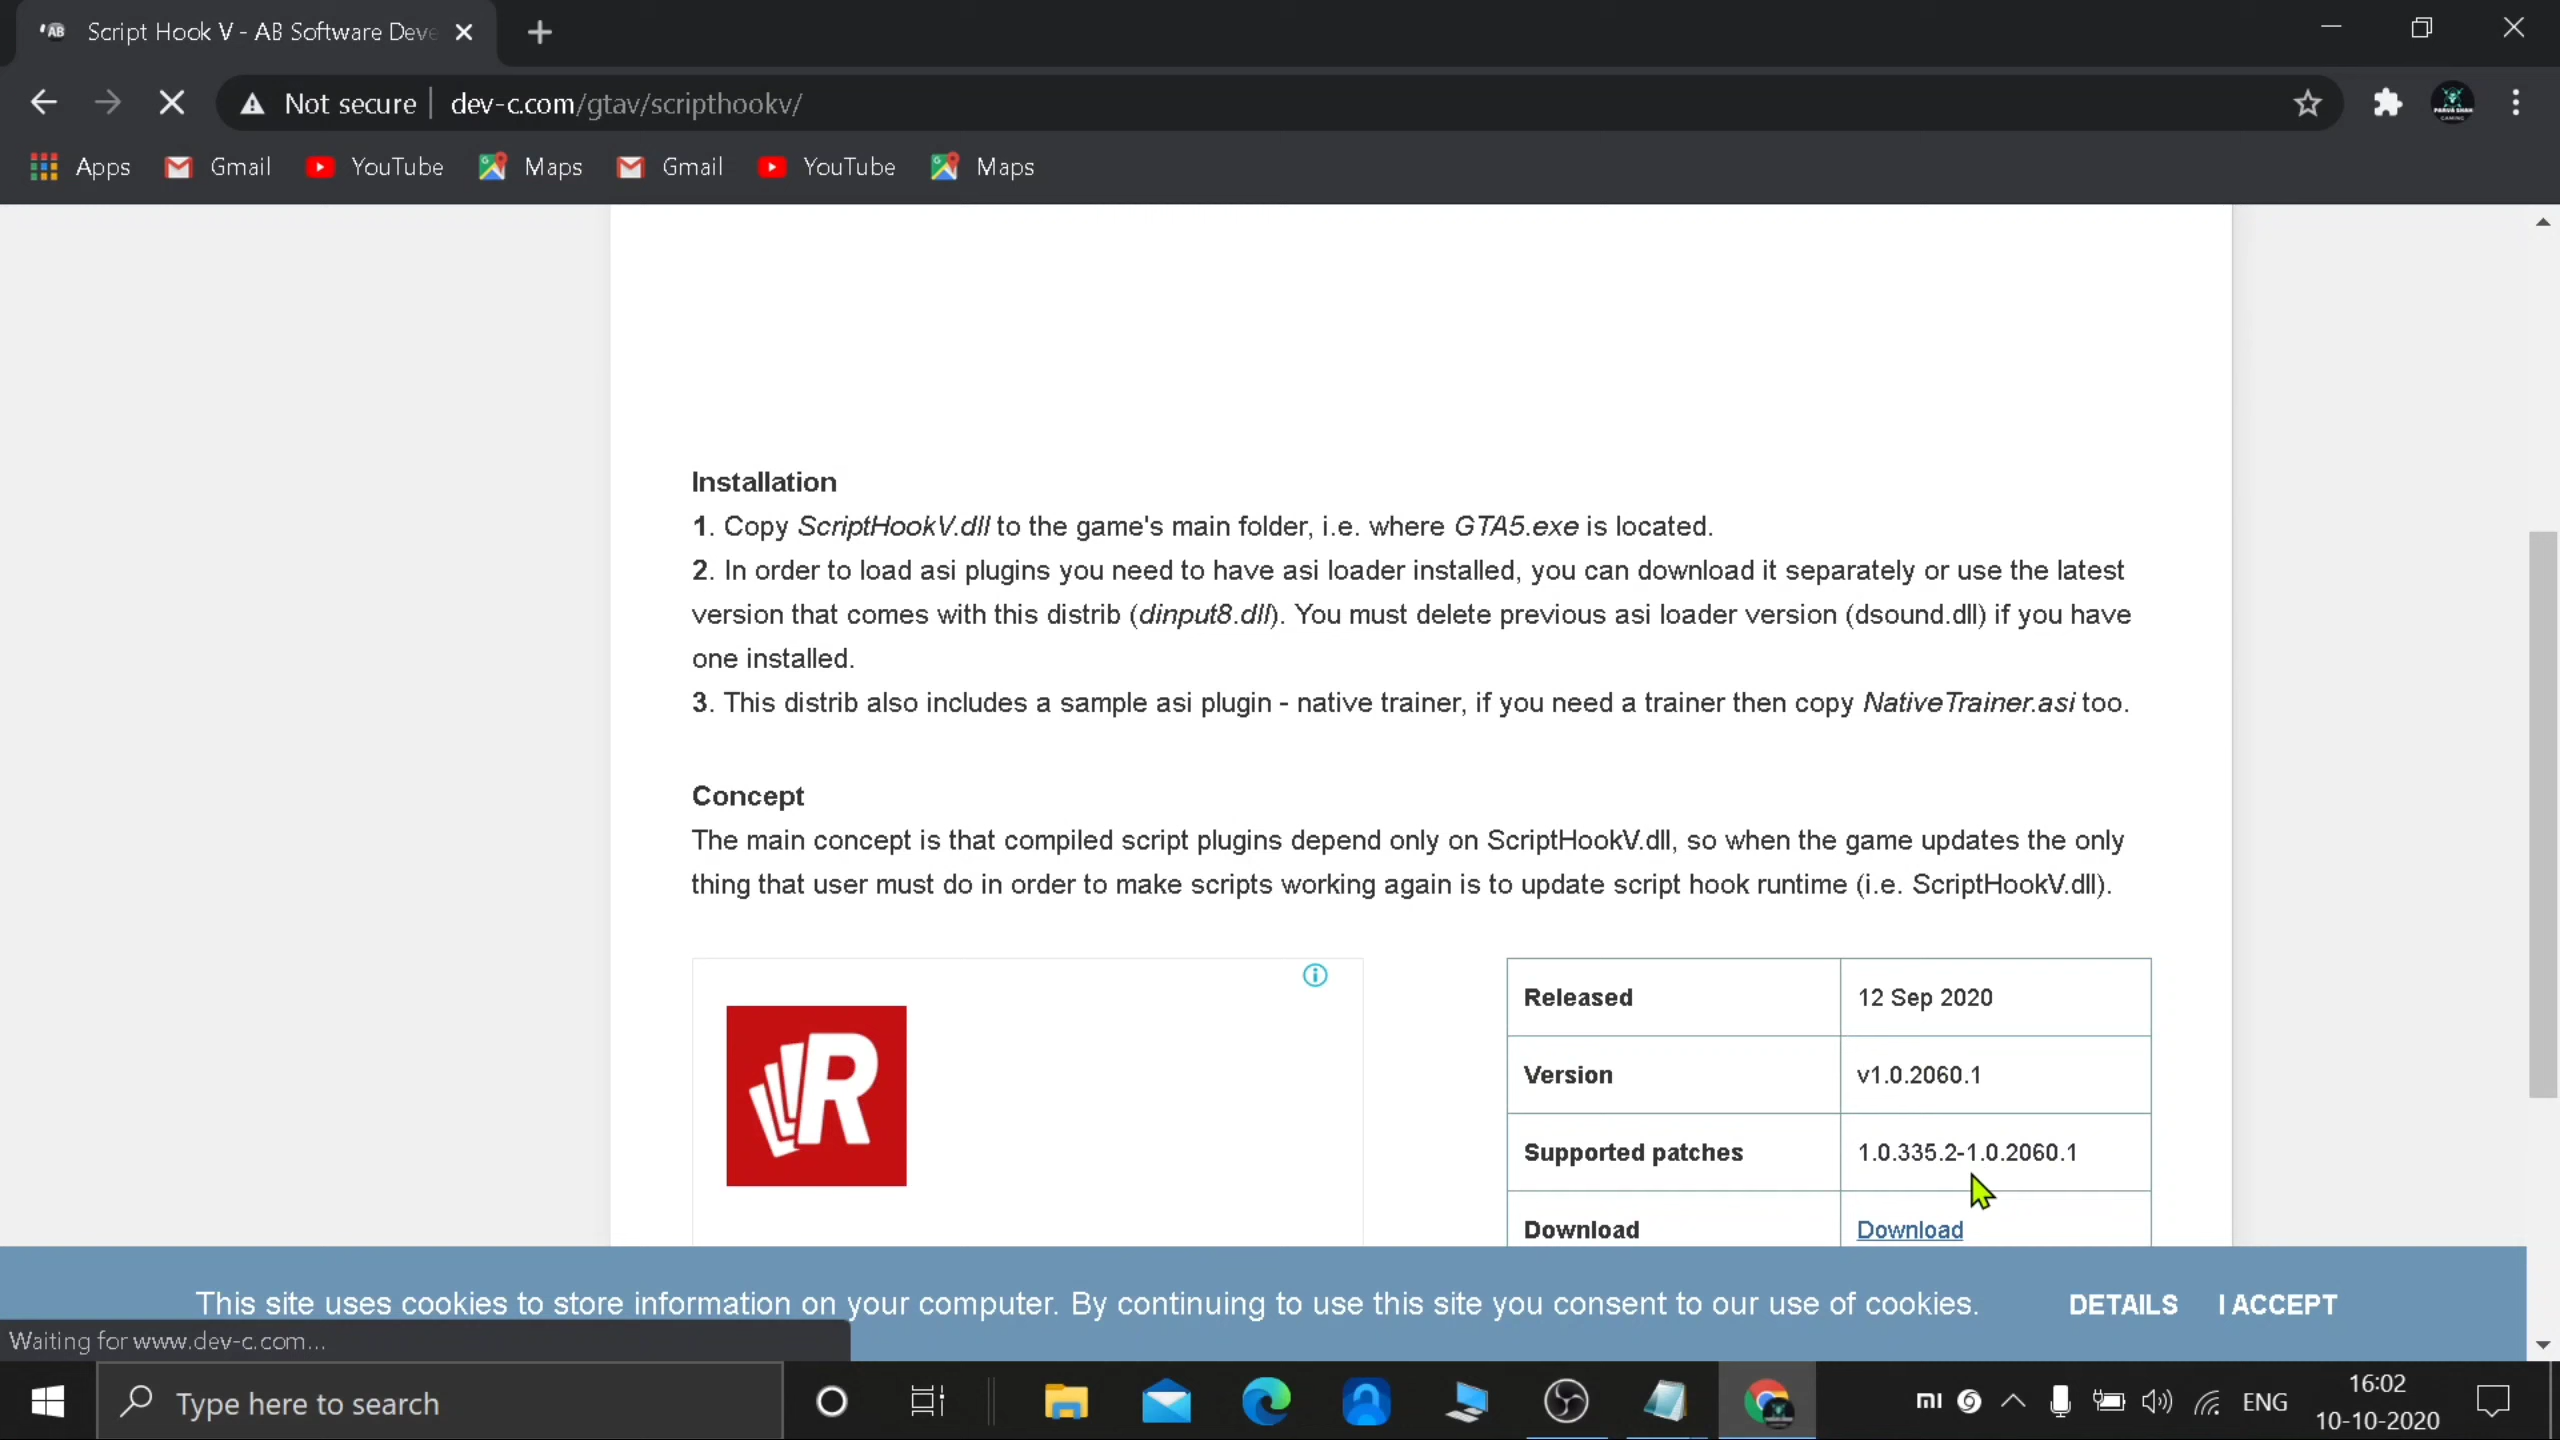 Script Hook V - AB Software Deve
Not secure dev-c.com/gtav/scripthookv/
Apps Gmail YouTube Maps Gmail YouTube Maps
Installation
1. Copy ScriptHookV.dll to the game's main folder, i.e. where GTA5.exe is located.
2. In order to load asi plugins you need to have asi loader installed, you can download it separately or use the latest
version that comes with this distrib (dinput8.dll). You must delete previous asi loader version (dsound.dll) if you have
one installed.
3. This distrib also includes a sample asi plugin - native trainer, if you need a trainer then copy NativeTrainer.asi too.
Concept
The main concept is that compiled script plugins depend only on ScriptHookV.dll, so when the game updates the only
thing that user must do in order to make scripts working again is to update script hook runtime (i.e. ScriptHookV.dll).
R
Released 12 Sep 2020
Version v1.0.2060.1
Supported patches 1.0.335.2-1.0.2060.1
Download Download
This site uses cookies to store information on your computer. By continuing to use this site you consent to our use of cookies. DETAILS I ACCEPT
Waiting for www.dev-c.com...
Type here to search
mi ENG 16:02
10-10-2020